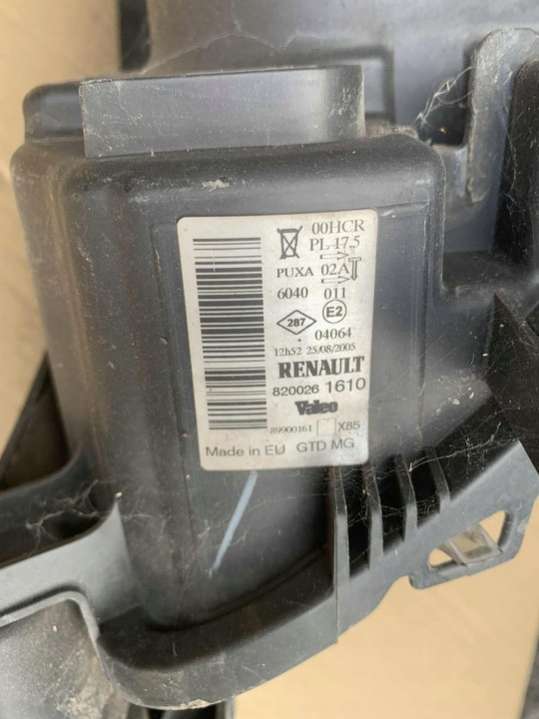 00HCR
PL 17.5
PUXA 02A
6040 011
287 E2
04064
12h52 25/08/2005
RENAULT
820026 1610
Valeo
89900161 X85
Made in EU GTD MG